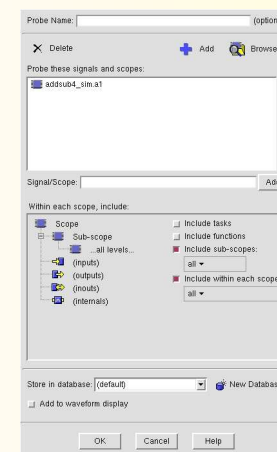 Probe Name: (option
Delete Add Browse
Probe these signals and scopes:
addsub4_sim.a1
Signal/Scope: Add
Within each scope, include:
Scope
Sub-scope
...all levels...
(inputs)
(outputs)
(inouts)
(internals)
Include tasks
Include functions
Include sub-scopes:
all
Include within each scope
all
Store in database: (default) New Databas
Add to waveform display
OK Cancel Help